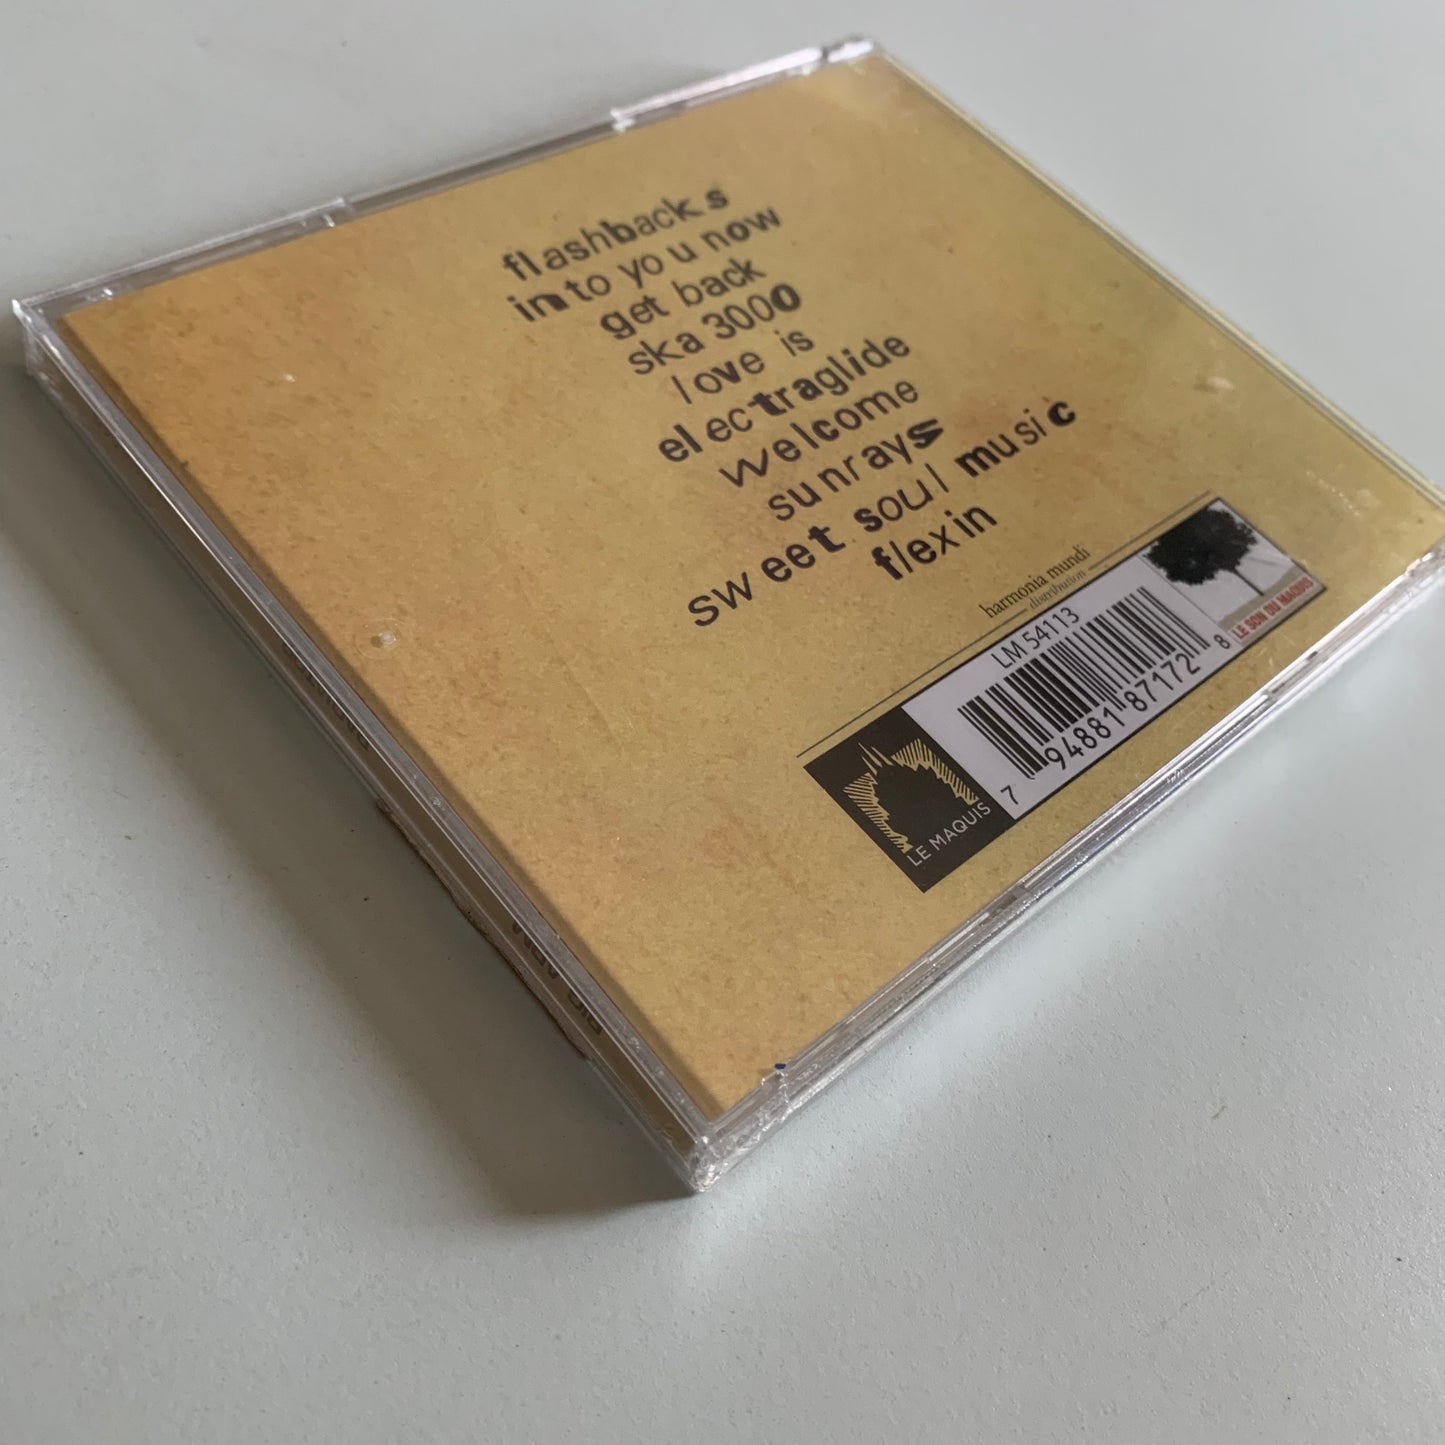 flashbacks
into you now
get back
ska 3000
love is
electraglide
welcome
sunrays
sweet soul music
flexin
harmonia mundi
distribution
LM 54113
7 94881 87172 8
LE MAQUIS
LE SON DU MAQUIS